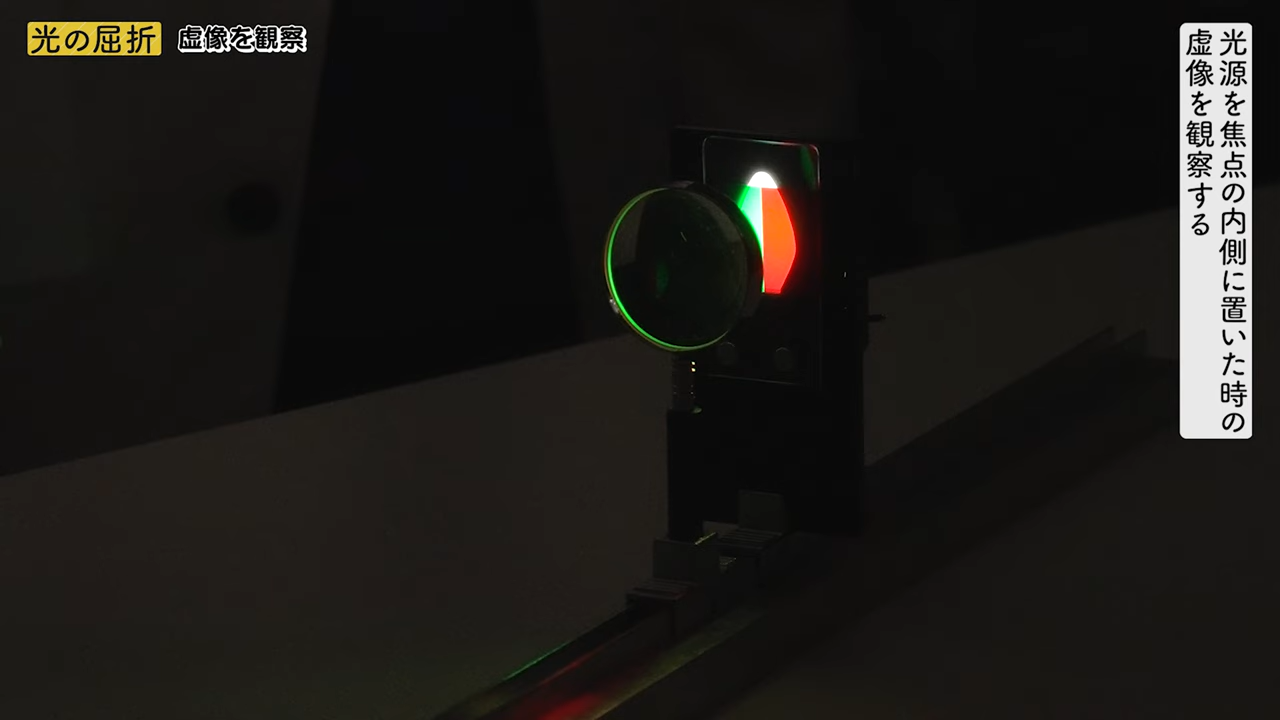 光の屈折
虚像を観察
光源を焦点の内側に置いた時の
虚像を観察する